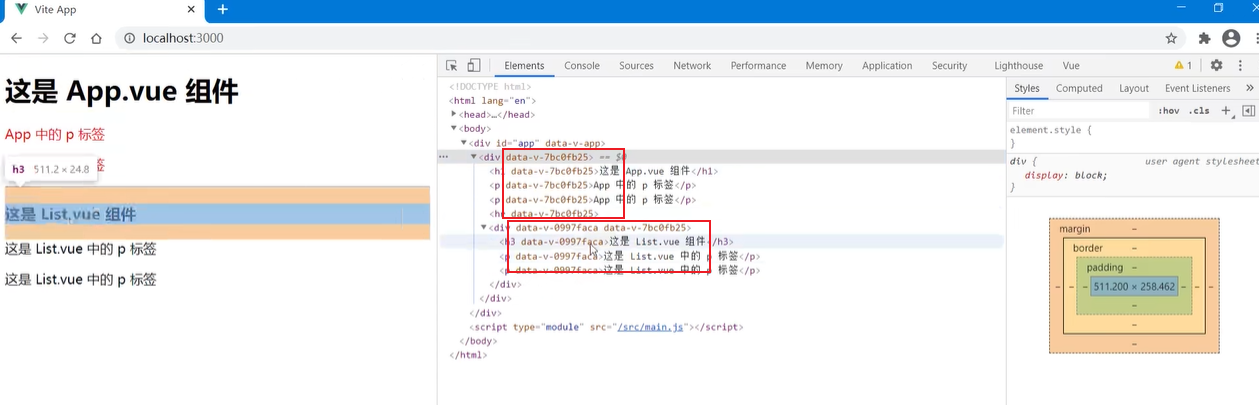 Vite App
localhost:3000
这是 App.vue 组件
App 中的 p 标签
签
h3 511.2 × 24.8
这是 List.vue 组件
这是 List.vue 中的 p 标签
这是 List.vue 中的 p 标签
Elements Console Sources Network Performance Memory Application Security Lighthouse Vue 1
<!DOCTYPE html>
<html lang="en">
<head>…</head>
<body>
<div id="app" data-v-app>
<div data-v-7bc0fb25> == $0
<h1 data-v-7bc0fb25>这是 App.vue 组件</h1>
<p data-v-7bc0fb25>App 中的 p 标签</p>
<p data-v-7bc0fb25>App 中的 p 标签</p>
<hr data-v-7bc0fb25>
<div data-v-0997faca data-v-7bc0fb25>
<h3 data-v-0997faca>这是 List.vue 组件</h3>
<p data-v-0997faca>这是 List.vue 中的 p 标签</p>
<p data-v-0997faca>这是 List.vue 中的 p 标签</p>
</div>
</div>
</div>
<script type="module" src="/src/main.js"></script>
</body>
</html>
Styles Computed Layout Event Listeners »
Filter :hov .cls +
element.style {
}
div { user agent stylesheet
display: block;
}
margin –
border –
padding –
– – – 511.200 × 258.462 – – –
–
–
–